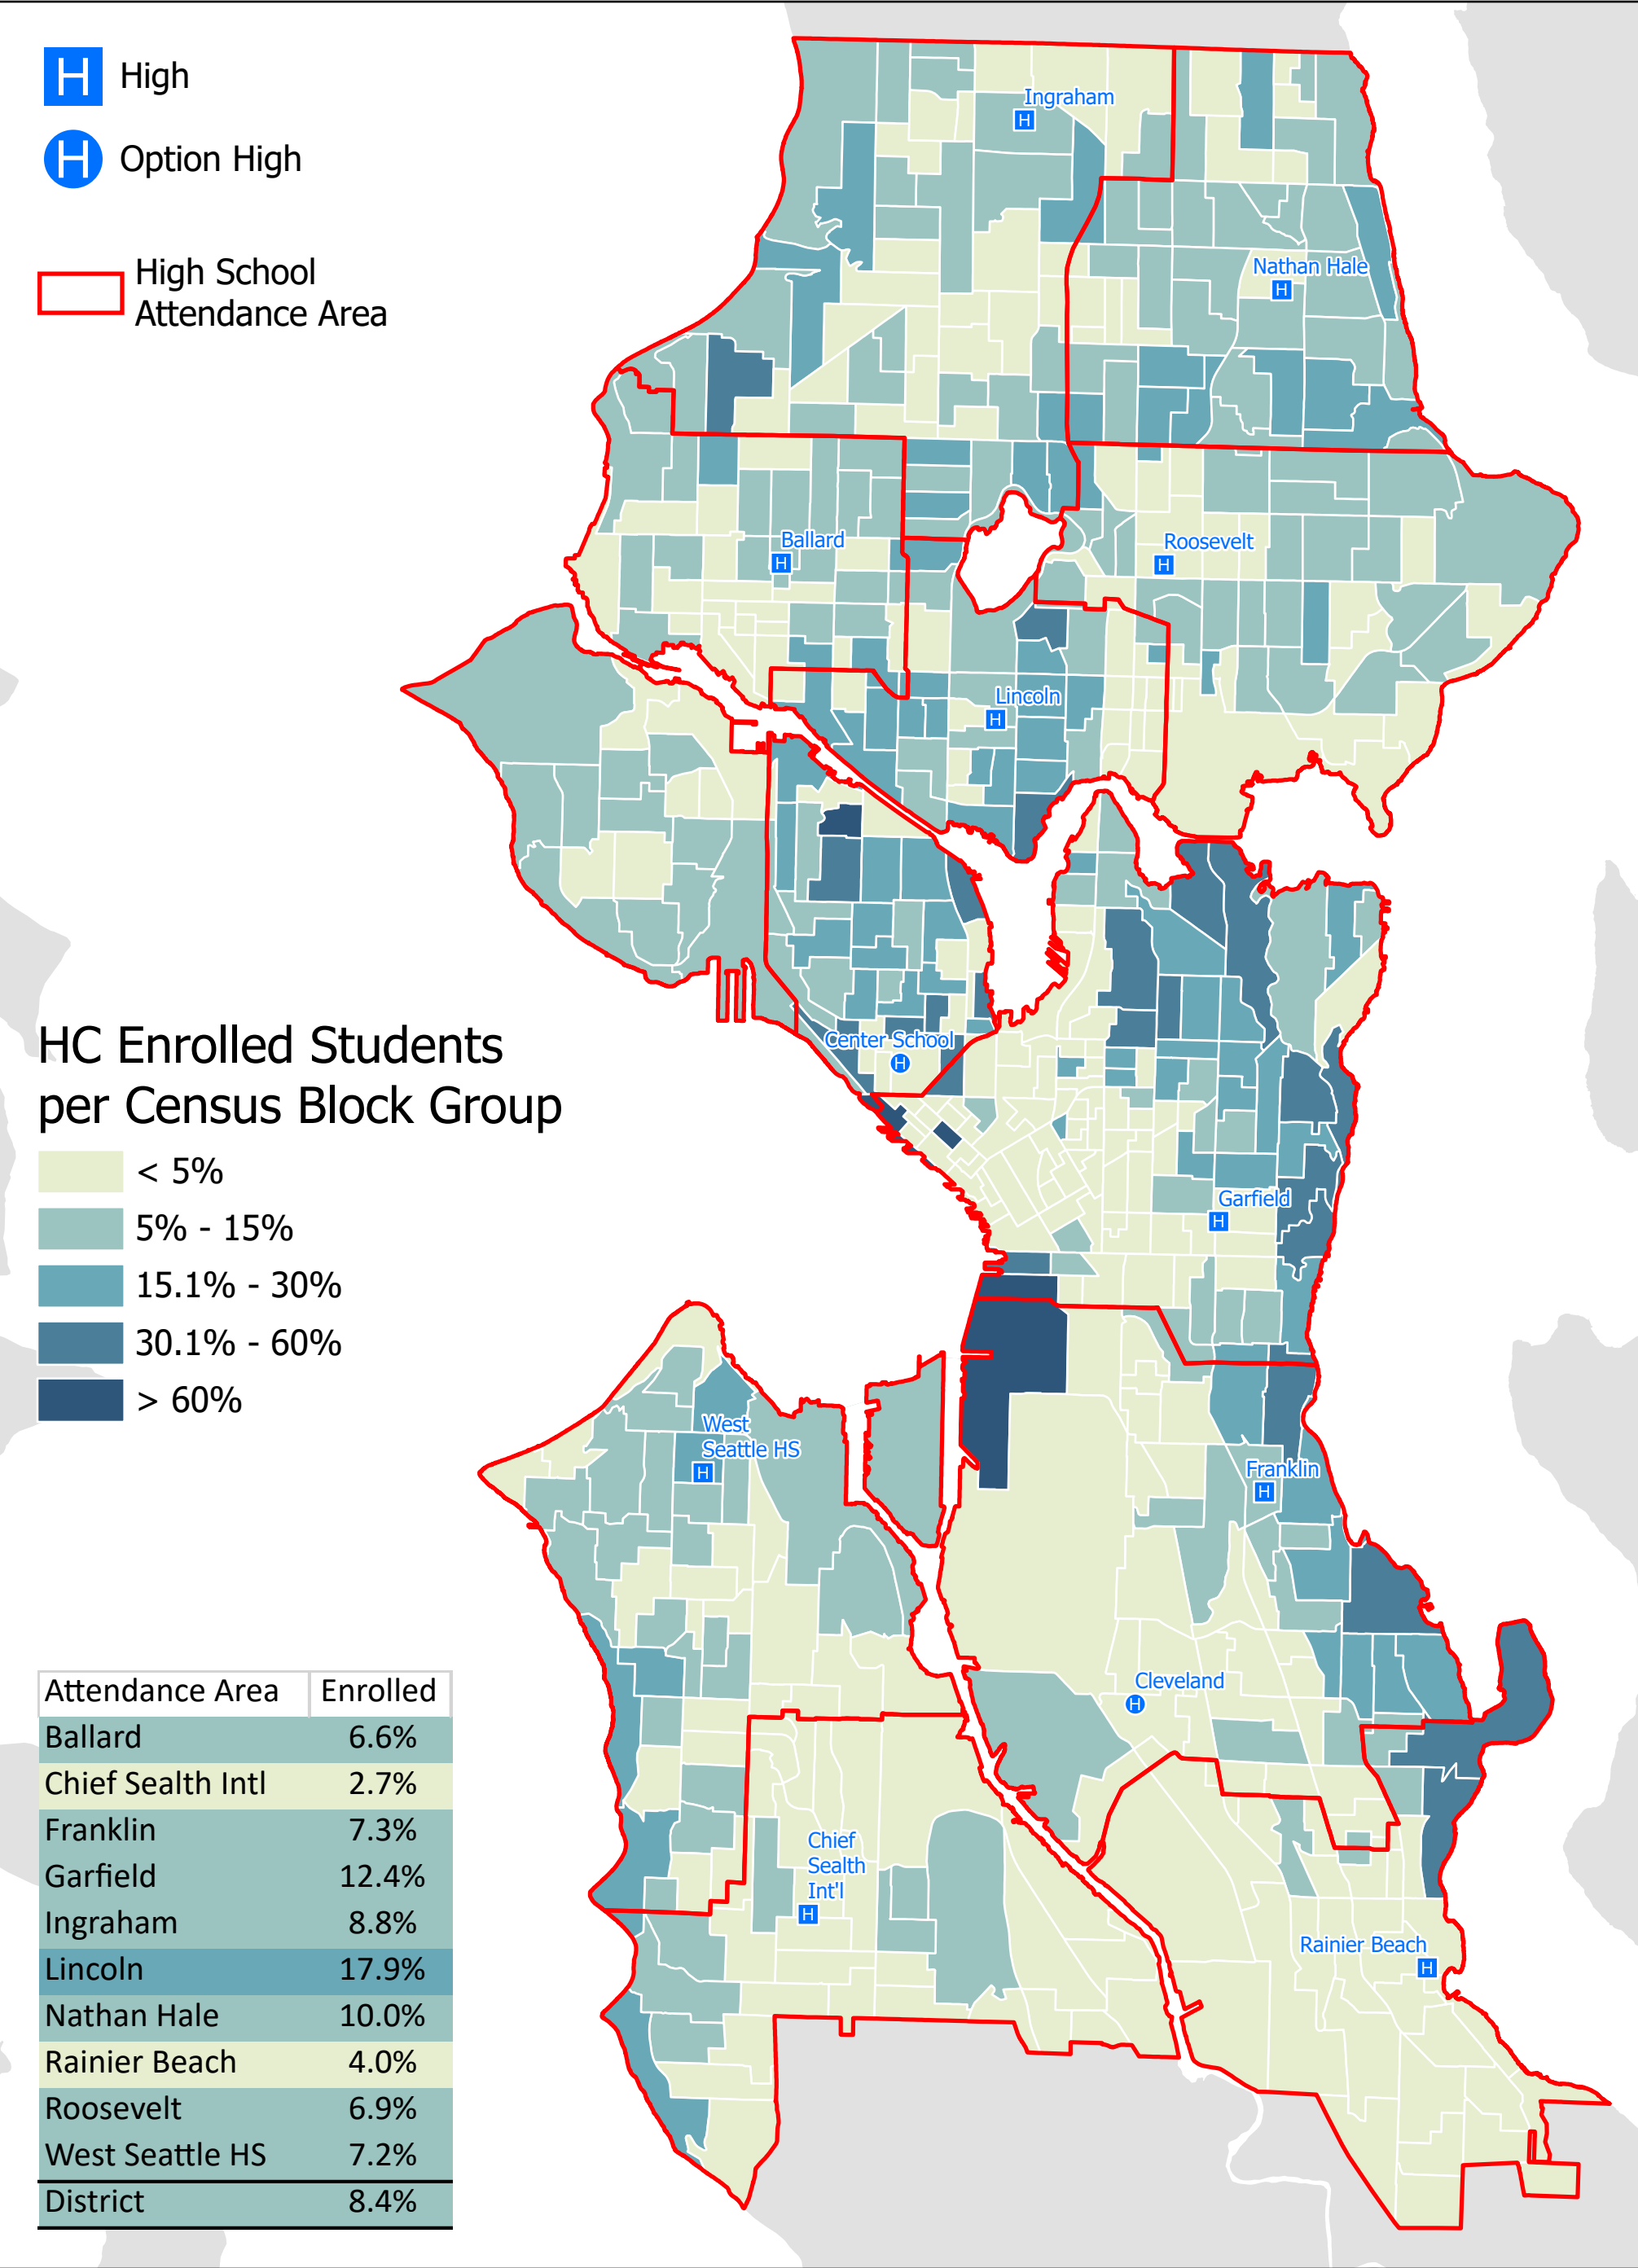 H High
H Option High
High School
Attendance Area
Ingraham
H
Nathan Hale
H
Ballard
H
Roosevelt
H
Lincoln
H
Center School
H
Garfield
H
HC Enrolled Students
per Census Block Group
< 5%
5% - 15%
15.1% - 30%
30.1% - 60%
> 60%
West
Seattle HS
H
Franklin
H
Cleveland
H
Chief
Sealth
Int'l
H
Rainier Beach
H
Attendance Area Enrolled
Ballard 6.6%
Chief Sealth Intl 2.7%
Franklin 7.3%
Garfield 12.4%
Ingraham 8.8%
Lincoln 17.9%
Nathan Hale 10.0%
Rainier Beach 4.0%
Roosevelt 6.9%
West Seattle HS 7.2%
District 8.4%